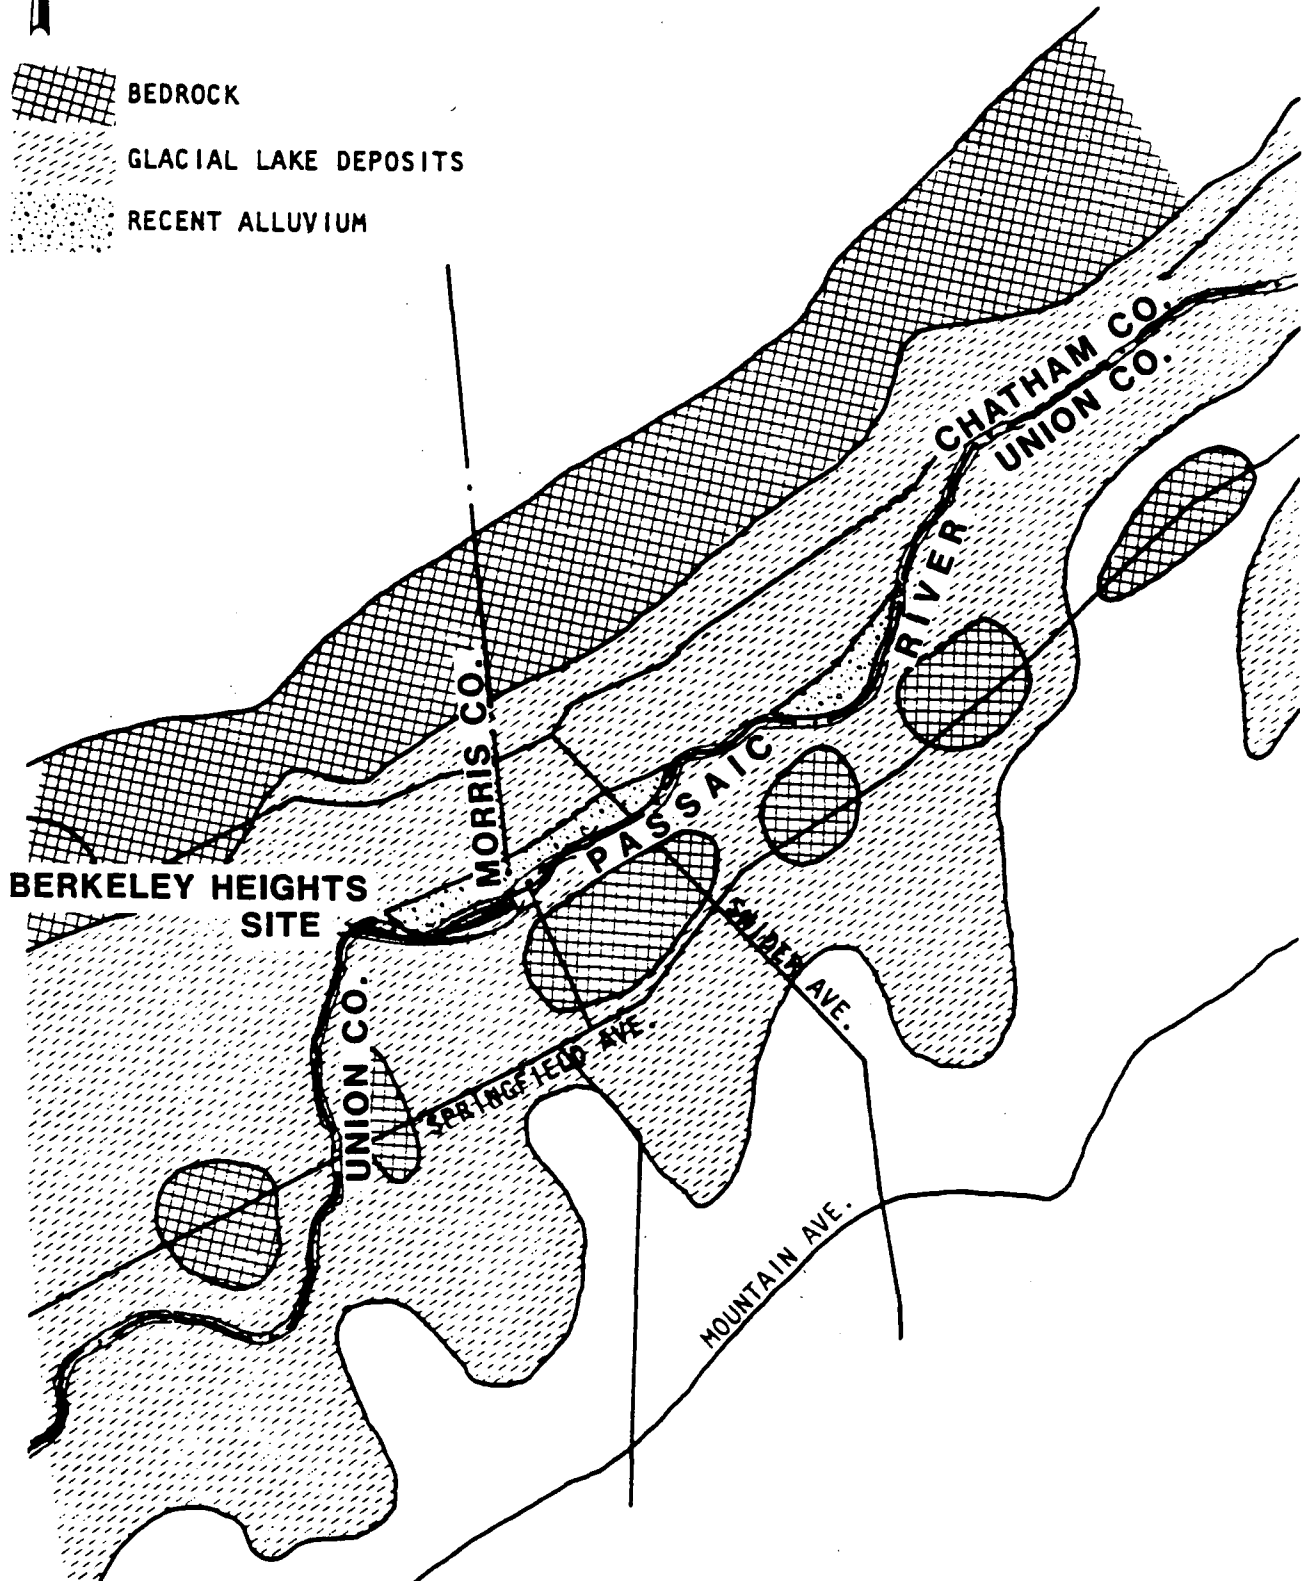 BEDROCK
GLACIAL LAKE DEPOSITS
RECENT ALLUVIUM
CHATHAM CO.
UNION CO.
RIVER
MORRIS CO.
PASSAIC
BERKELEY HEIGHTS
SITE
SNIDER AVE.
UNION CO.
SPRINGFIELD AVE.
MOUNTAIN AVE.